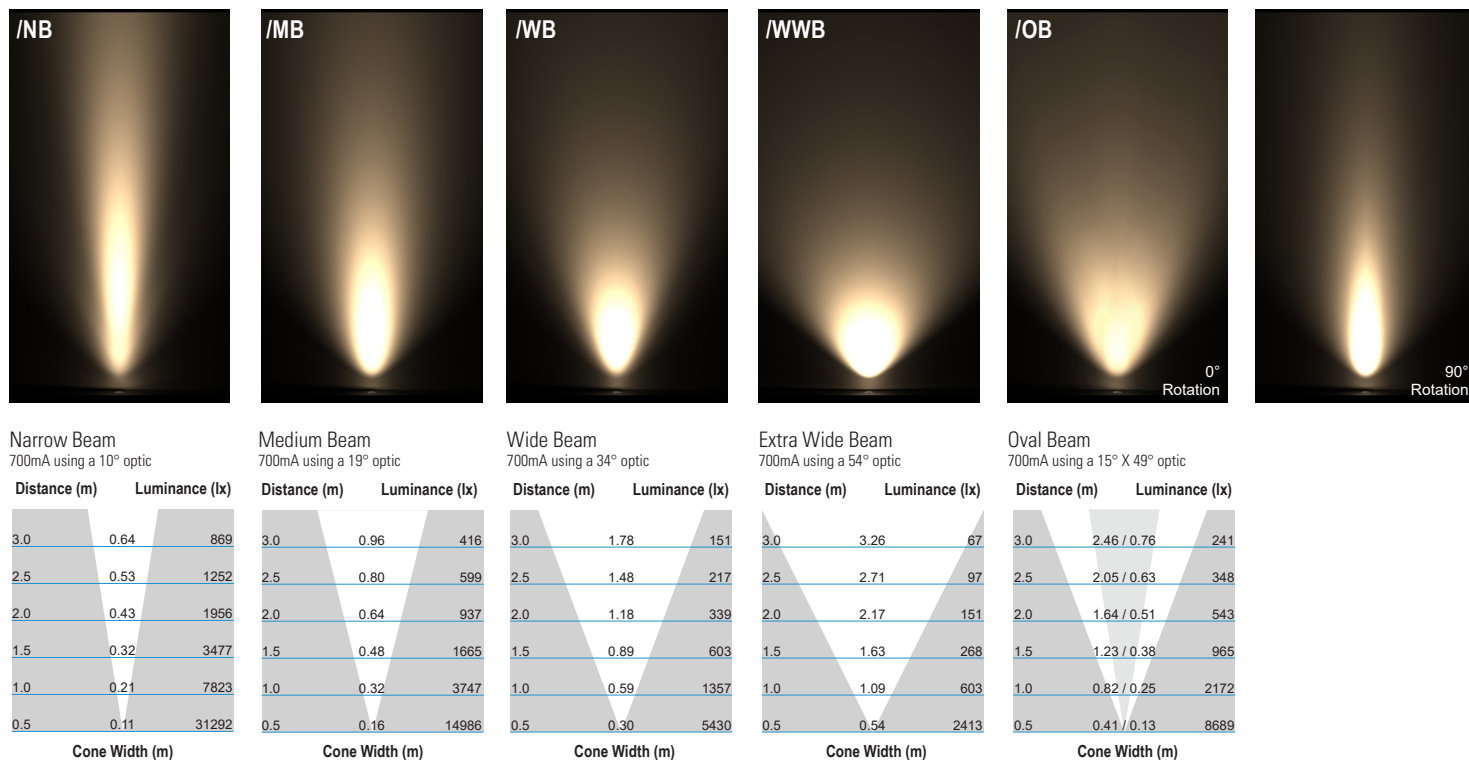 /NB
/MB
/WB
/WWB
/OB
0°
Rotation
90°
Rotation
Narrow Beam
700mA using a 10° optic
Distance (m) Luminance (lx)
3.0 0.64 869
2.5 0.53 1252
2.0 0.43 1956
1.5 0.32 3477
1.0 0.21 7823
0.5 0.11 31292
Cone Width (m)
Medium Beam
700mA using a 19° optic
Distance (m) Luminance (lx)
3.0 0.96 416
2.5 0.80 599
2.0 0.64 937
1.5 0.48 1665
1.0 0.32 3747
0.5 0.16 14986
Cone Width (m)
Wide Beam
700mA using a 34° optic
Distance (m) Luminance (lx)
3.0 1.78 151
2.5 1.48 217
2.0 1.18 339
1.5 0.89 603
1.0 0.59 1357
0.5 0.30 5430
Cone Width (m)
Extra Wide Beam
700mA using a 54° optic
Distance (m) Luminance (lx)
3.0 3.26 67
2.5 2.71 97
2.0 2.17 151
1.5 1.63 268
1.0 1.09 603
0.5 0.54 2413
Cone Width (m)
Oval Beam
700mA using a 15° X 49° optic
Distance (m) Luminance (lx)
3.0 2.46 / 0.76 241
2.5 2.05 / 0.63 348
2.0 1.64 / 0.51 543
1.5 1.23 / 0.38 965
1.0 0.82 / 0.25 2172
0.5 0.41 / 0.13 8689
Cone Width (m)